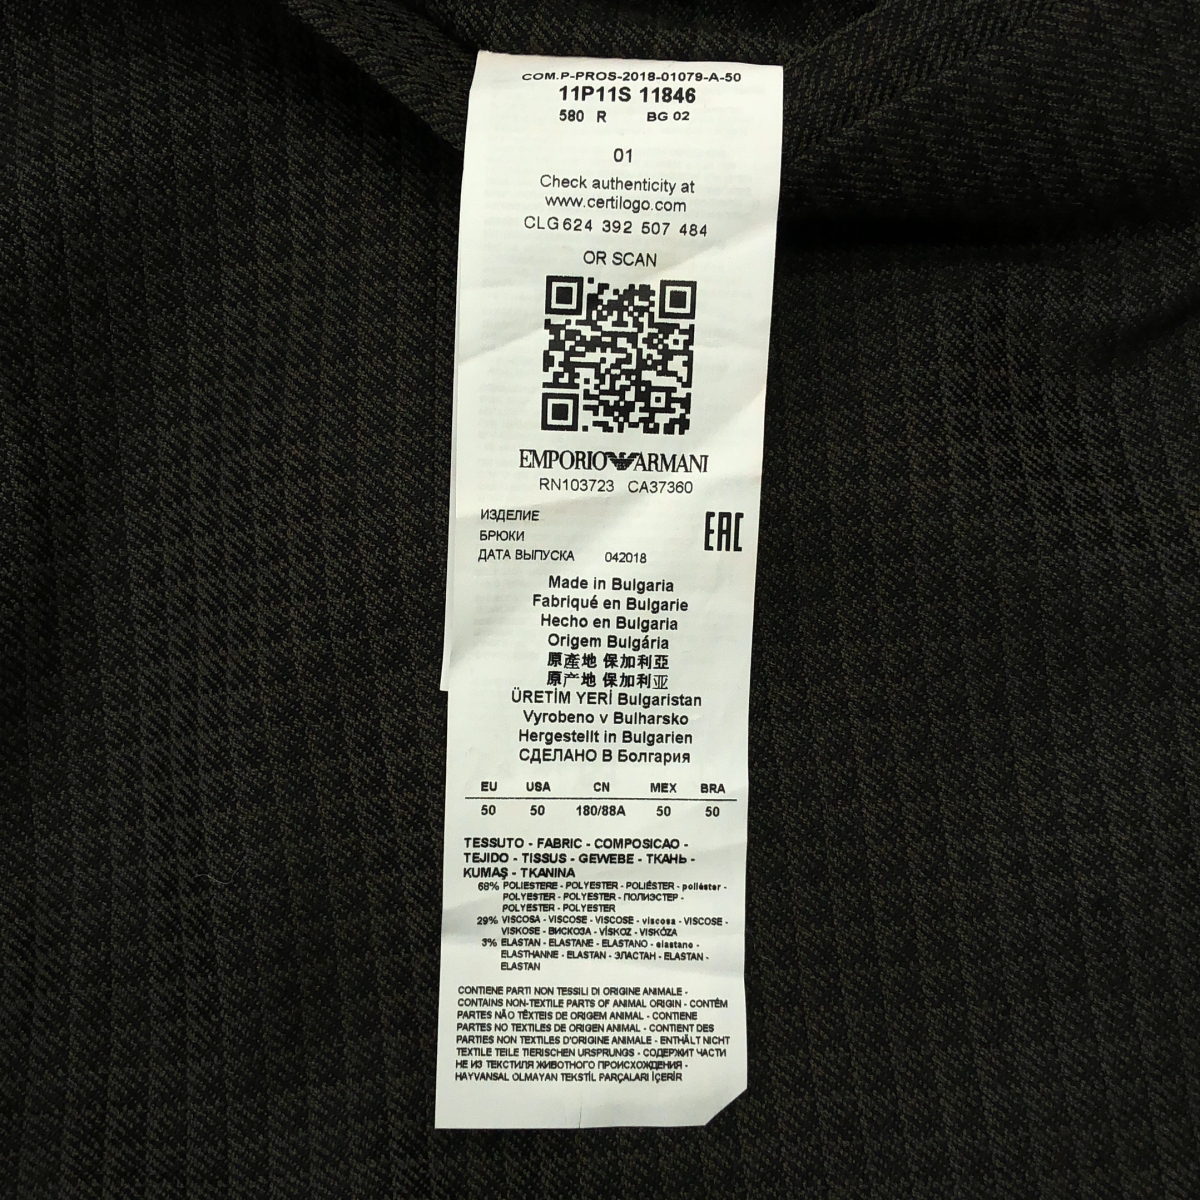 COM.P-PROS-2018-01079-A-50
11P11S 11846
580 R BG 02
01
Check authenticity at
www.certilogo.com
CLG 624 392 507 484
OR SCAN
EMPORIO ARMANI
RN103723 CA37360
ИЗДЕЛИЕ
БРЮКИ
ДАТА ВЫПУСКА 042018
EAC
Made in Bulgaria
Fabriqué en Bulgarie
Hecho en Bulgaria
Origem Bulgária
原產地 保加利亞
原产地 保加利亚
ÜRETİM YERİ Bulgaristan
Vyrobeno v Bulharsko
Hergestellt in Bulgarien
СДЕЛАНО В Болгария
EU USA CN MEX BRA
50 50 180/88A 50 50
TESSUTO - FABRIC - COMPOSICAO -
TEJIDO - TISSUS - GEWEBE - ТКАНЬ -
KUMAŞ - TKANINA
68% POLIESTERE - POLYESTER - POLIÉSTER - poliéster -
POLYESTER - POLYESTER - ПОЛИЭСТЕР -
POLYESTER - POLYESTER
29% VISCOSA - VISCOSE - VISCOSE - viscosa - VISCOSE -
VISKOSE - ВИСКОЗА - VİSKOZ - VISKÓZA
3% ELASTAN - ELASTANE - ELASTANO - elastano -
ELASTHANNE - ELASTAN - ЭЛАСТАН - ELASTAN -
ELASTAN
CONTIENE PARTI NON TESSILI DI ORIGINE ANIMALE -
CONTAINS NON-TEXTILE PARTS OF ANIMAL ORIGIN - CONTÉM
PARTES NÃO TÊXTEIS DE ORIGEM ANIMAL - CONTIENE
PARTES NO TEXTILES DE ORIGEN ANIMAL - CONTIENT DES
PARTIES NON TEXTILES D'ORIGINE ANIMALE - ENTHÄLT NICHT
TEXTILE TEILE TIERISCHEN URSPRUNGS - СОДЕРЖИТ ЧАСТИ
НЕ ИЗ ТЕКСТИЛЯ ЖИВОТНОГО ПРОИСХОЖДЕНИЯ -
HAYVANSAL OLMAYAN TEKSTİL PARÇALARI İÇERİR